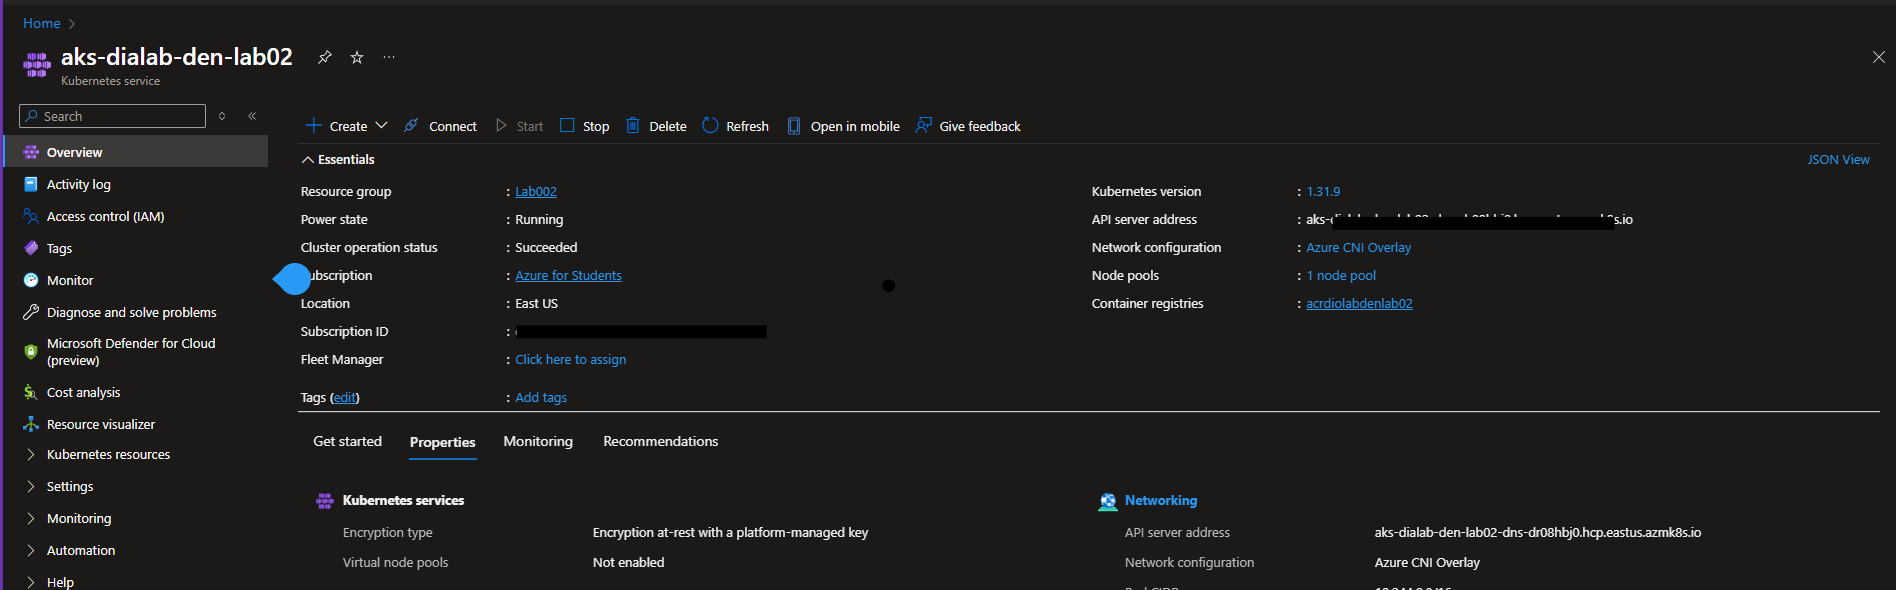 Home
aks-dialab-den-lab02
Kubernetes service
Search
Create Connect Start Stop Delete Refresh Open in mobile Give feedback
Overview
Activity log
Access control (IAM)
Tags
Monitor
Diagnose and solve problems
Microsoft Defender for Cloud
(preview)
Cost analysis
Resource visualizer
Kubernetes resources
Settings
Monitoring
Automation
Help
Essentials
JSON View
Resource group : Lab002
Power state : Running
Cluster operation status : Succeeded
ubscription : Azure for Students
Location : East US
Subscription ID :
Fleet Manager : Click here to assign
Tags (edit) : Add tags
Kubernetes version : 1.31.9
API server address : aks- s.io
Network configuration : Azure CNI Overlay
Node pools : 1 node pool
Container registries : acrdiolabdenlab02
Get started Properties Monitoring Recommendations
Kubernetes services
Encryption type Encryption at-rest with a platform-managed key
Virtual node pools Not enabled
Networking
API server address aks-dialab-den-lab02-dns-dr08hbj0.hcp.eastus.azmk8s.io
Network configuration Azure CNI Overlay